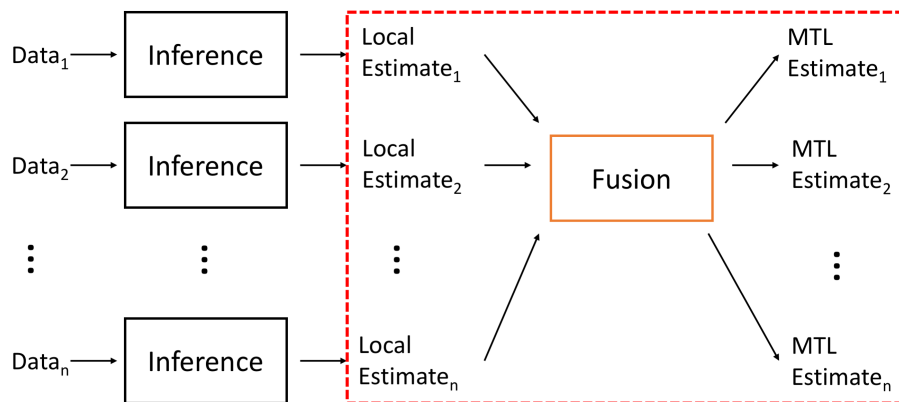 Data₁
Inference
Local
Estimate₁
MTL
Estimate₁
Data₂
Inference
Local
Estimate₂
Fusion
MTL
Estimate₂
Dataₙ
Inference
Local
Estimateₙ
MTL
Estimateₙ